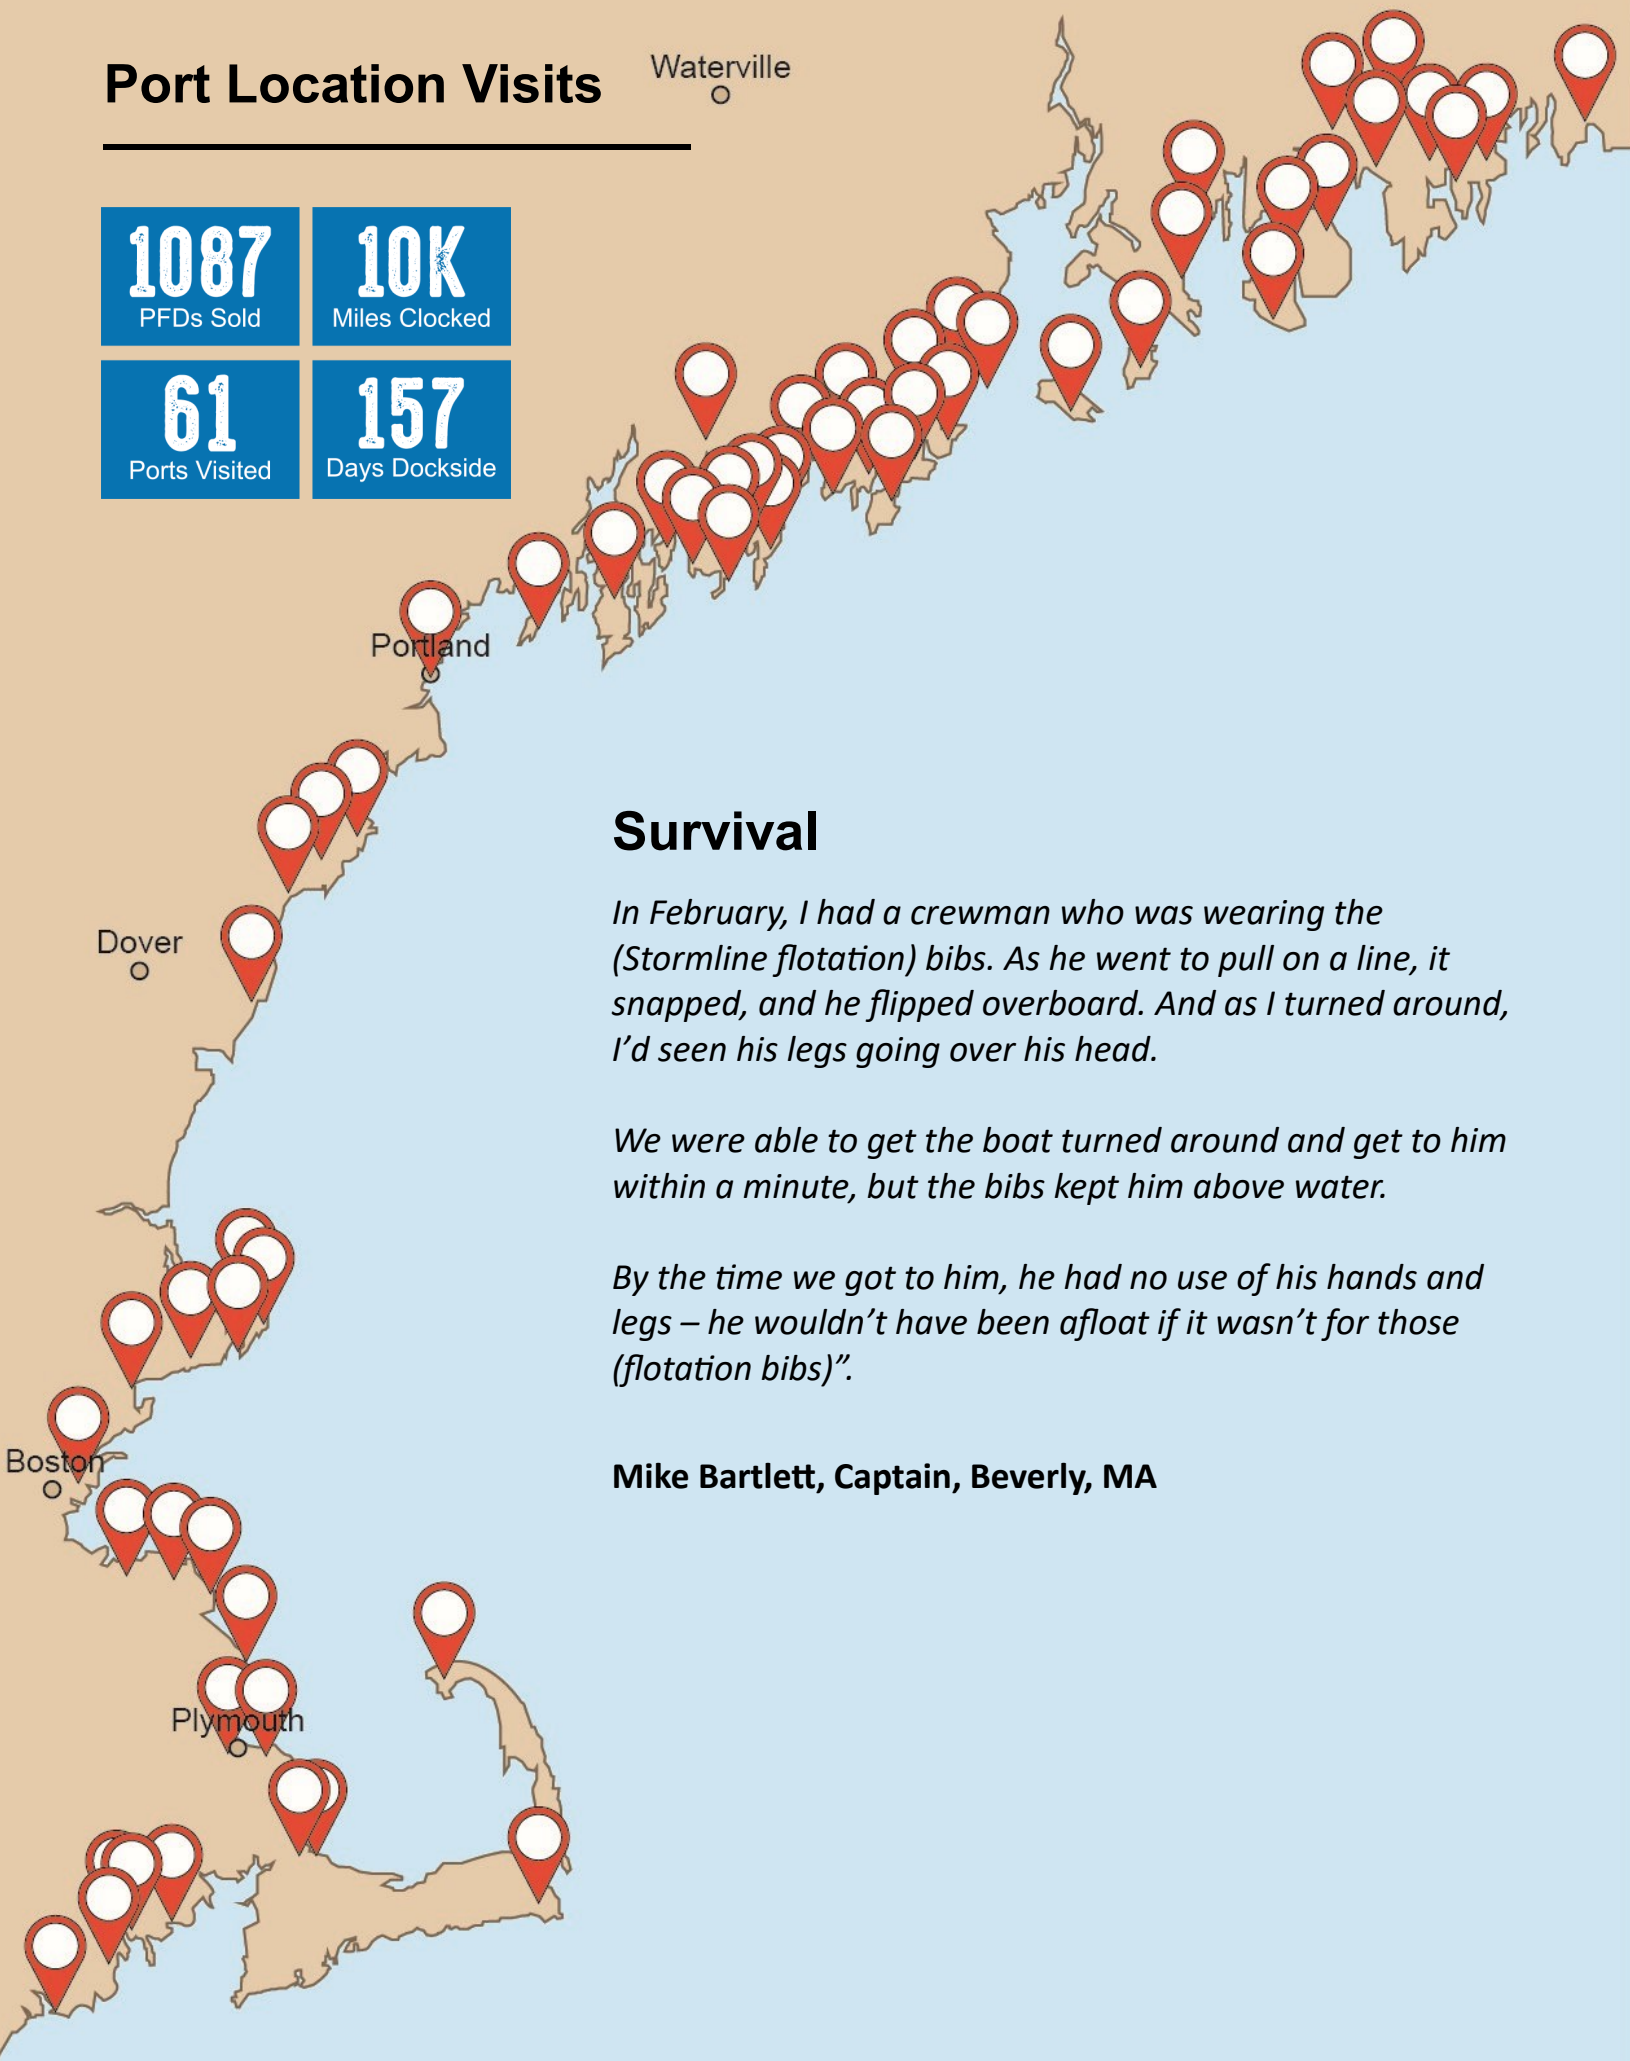 Port Location Visits
Waterville
1087
PFDs Sold
10K
Miles Clocked
61
Ports Visited
157
Days Dockside
Portland
Survival
In February, I had a crewman who was wearing the
(Stormline flotation) bibs. As he went to pull on a line, it
snapped, and he flipped overboard. And as I turned around,
I’d seen his legs going over his head.
Dover
We were able to get the boat turned around and get to him
within a minute, but the bibs kept him above water.
By the time we got to him, he had no use of his hands and
legs – he wouldn’t have been afloat if it wasn’t for those
(flotation bibs)”.
Mike Bartlett, Captain, Beverly, MA
Boston
Plymouth